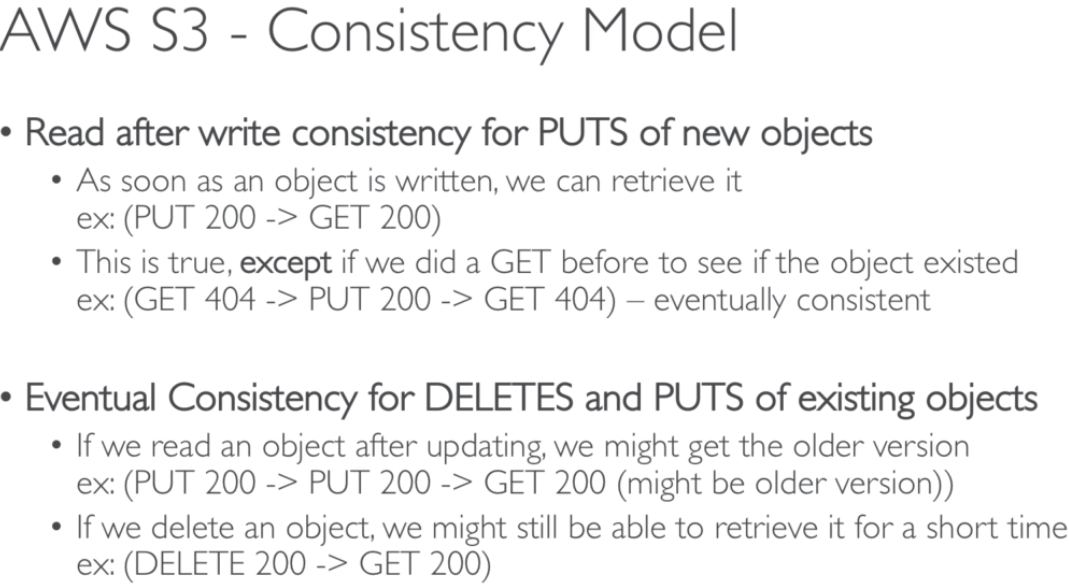 AWS S3 - Consistency Model
• Read after write consistency for PUTS of new objects
• As soon as an object is written, we can retrieve it
ex: (PUT 200 -> GET 200)
• This is true, except if we did a GET before to see if the object existed
ex: (GET 404 -> PUT 200 -> GET 404) – eventually consistent
• Eventual Consistency for DELETES and PUTS of existing objects
• If we read an object after updating, we might get the older version
ex: (PUT 200 -> PUT 200 -> GET 200 (might be older version))
• If we delete an object, we might still be able to retrieve it for a short time
ex: (DELETE 200 -> GET 200)